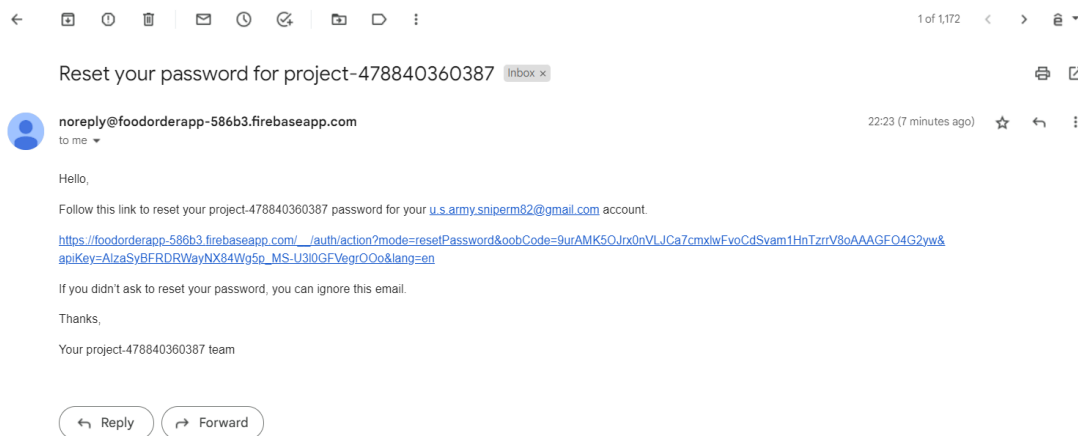 1 of 1,172
Reset your password for project-478840360387 Inbox ×
noreply@foodorderapp-586b3.firebaseapp.com 22:23 (7 minutes ago)
to me
Hello,
Follow this link to reset your project-478840360387 password for your u.s.army.sniperm82@gmail.com account.
https://foodorderapp-586b3.firebaseapp.com/__/auth/action?mode=resetPassword&oobCode=9urAMK5OJrx0nVLJCa7cmxlwFvoCdSvam1HnTzrrV8oAAAGFO4G2yw&
apiKey=AIzaSyBFRDRWayNX84Wg5p_MS-U3l0GFVegrOOo&lang=en
If you didn't ask to reset your password, you can ignore this email.
Thanks,
Your project-478840360387 team
Reply Forward